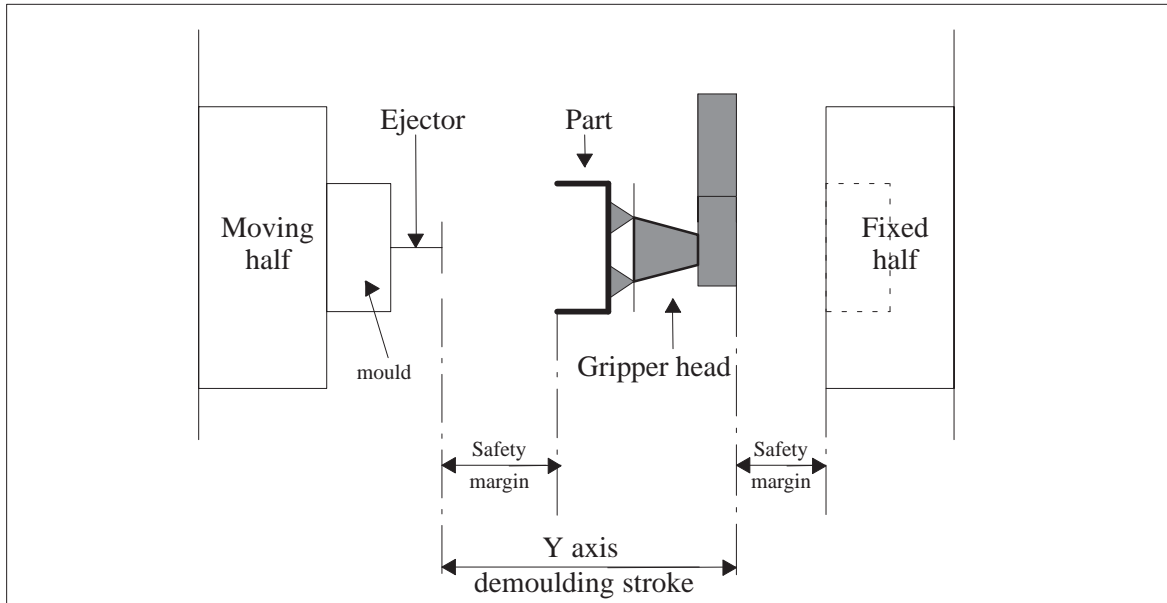 Ejector
Part
Moving
half
Fixed
half
mould
Gripper head
Safety
margin
Safety
margin
Y axis
demoulding stroke